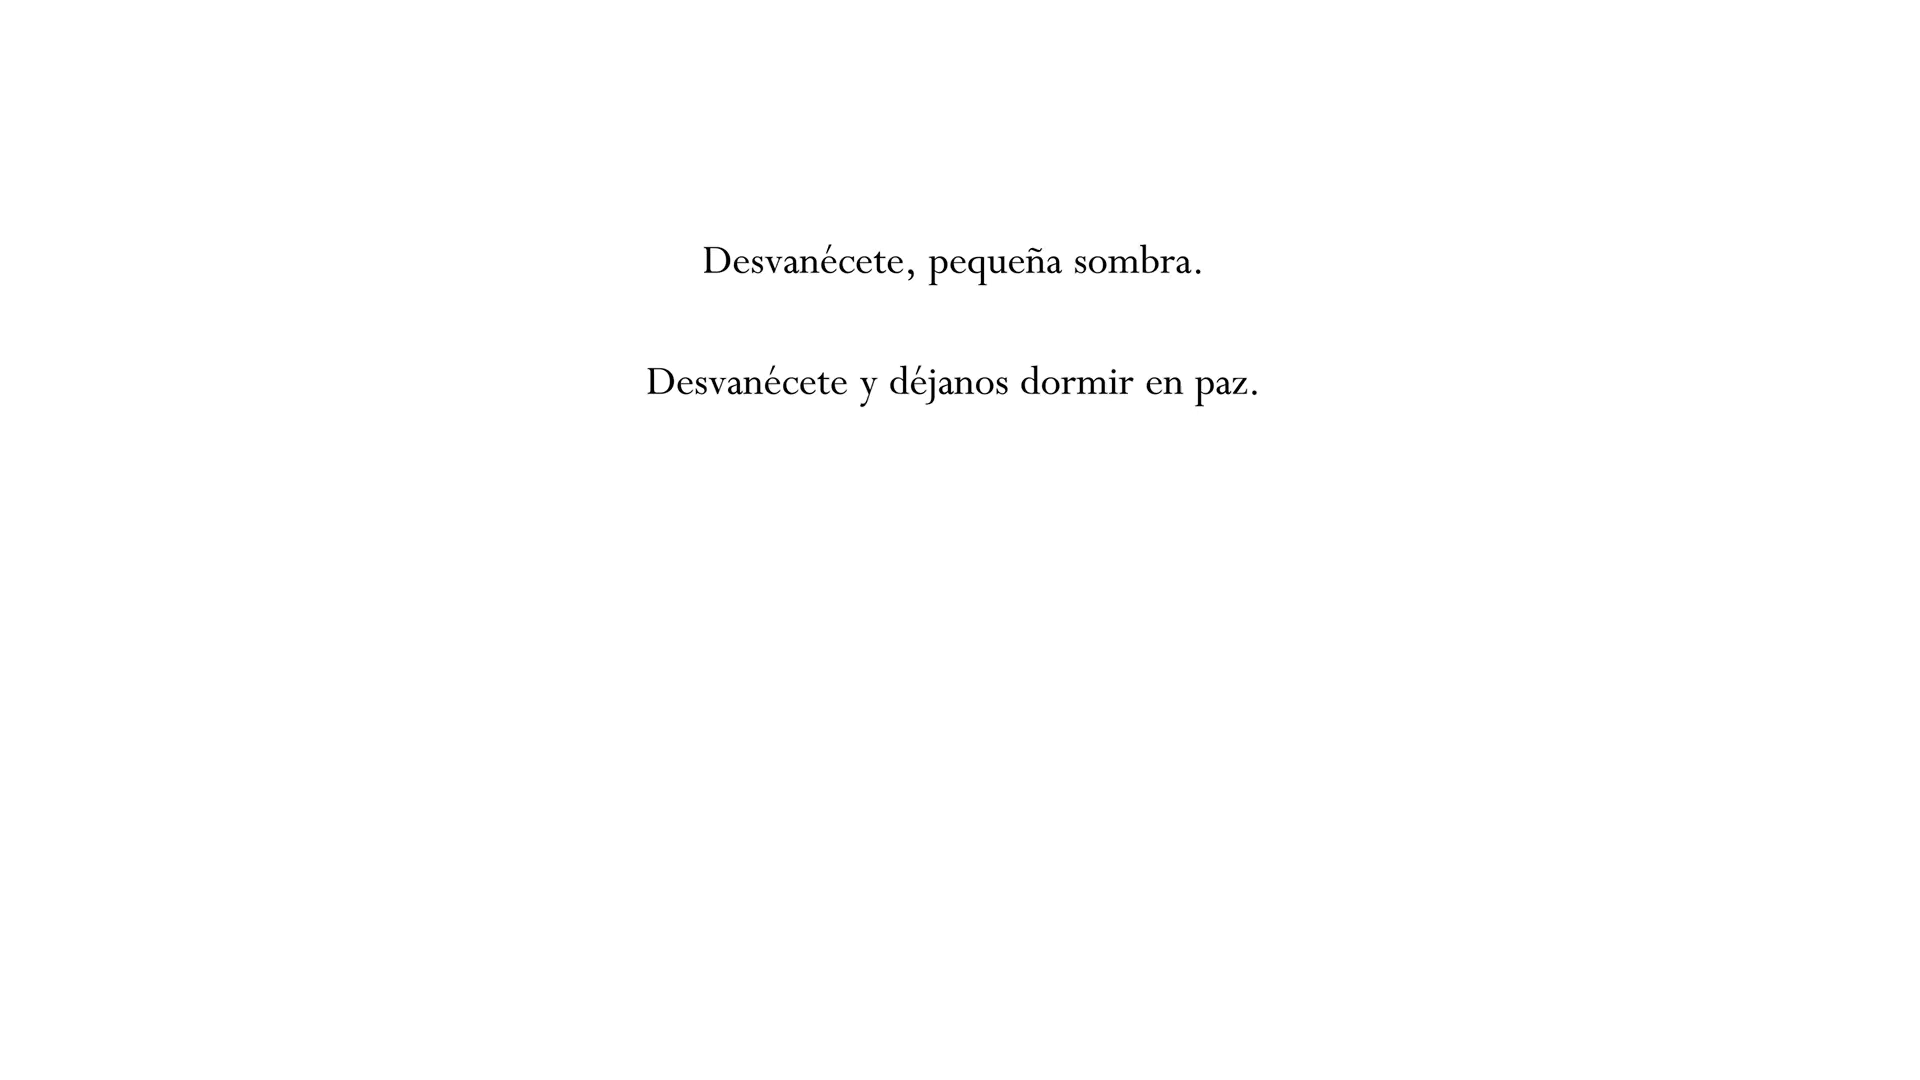 Desvanécete, pequeña sombra.
Desvanécete y déjanos dormir en paz.